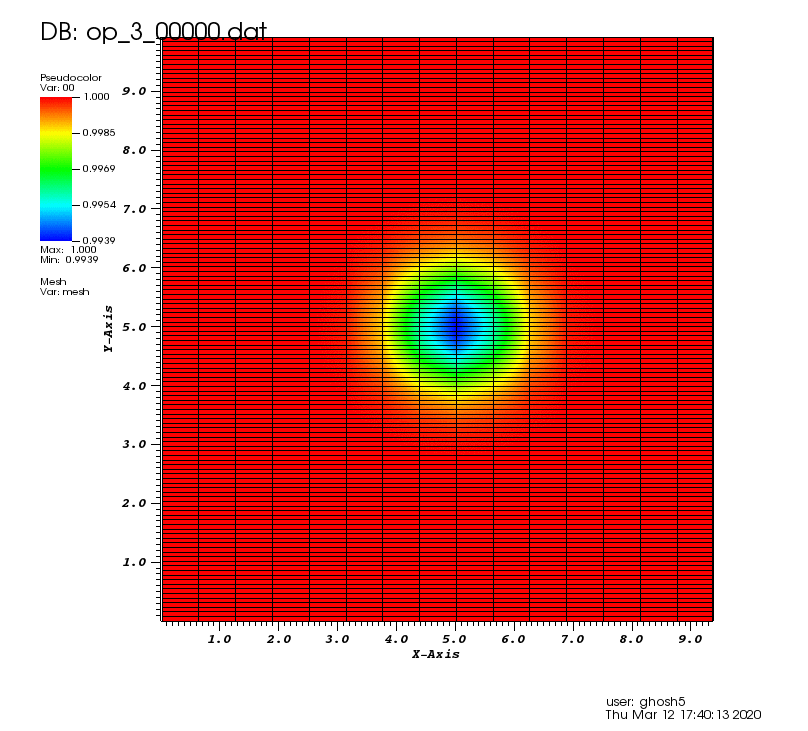 DB: op_3_00000.dat
Pseudocolor
Var: 00
1.000
0.9985
0.9969
0.9954
0.9939
Max: 1.000
Min: 0.9939
Mesh
Var: mesh
9.0
8.0
7.0
6.0
5.0
4.0
3.0
2.0
1.0
Y-Axis
1.0 2.0 3.0 4.0 5.0 6.0 7.0 8.0 9.0
X-Axis
user: ghosh5
Thu Mar 12 17:40:13 2020